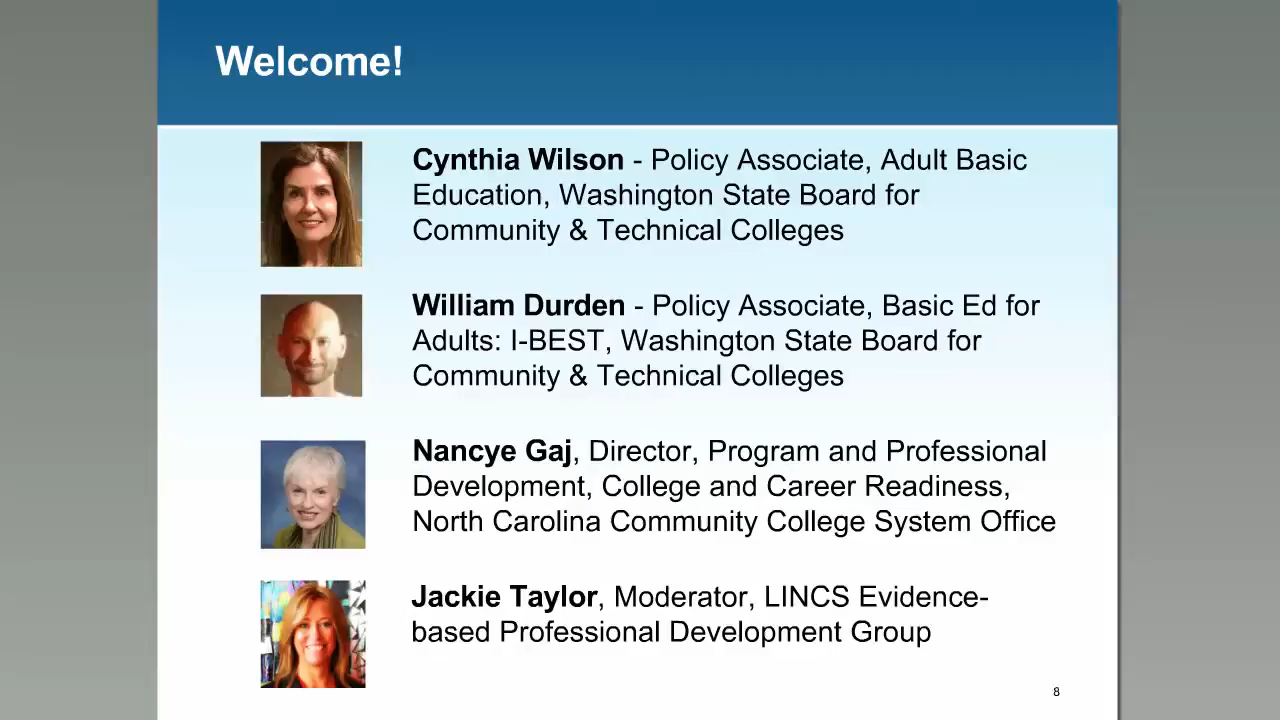 Welcome!
Cynthia Wilson - Policy Associate, Adult Basic
Education, Washington State Board for
Community & Technical Colleges
William Durden - Policy Associate, Basic Ed for
Adults: I-BEST, Washington State Board for
Community & Technical Colleges
Nancye Gaj, Director, Program and Professional
Development, College and Career Readiness,
North Carolina Community College System Office
Jackie Taylor, Moderator, LINCS Evidence-
based Professional Development Group
8